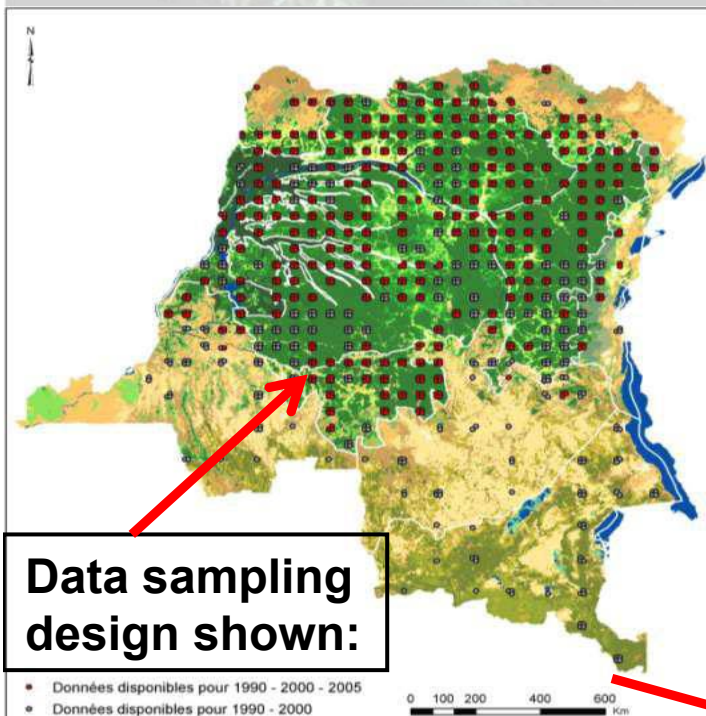 N
Data sampling
design shown:
Données disponibles pour 1990 - 2000 - 2005
Données disponibles pour 1990 - 2000
0 100 200 400 600
Km